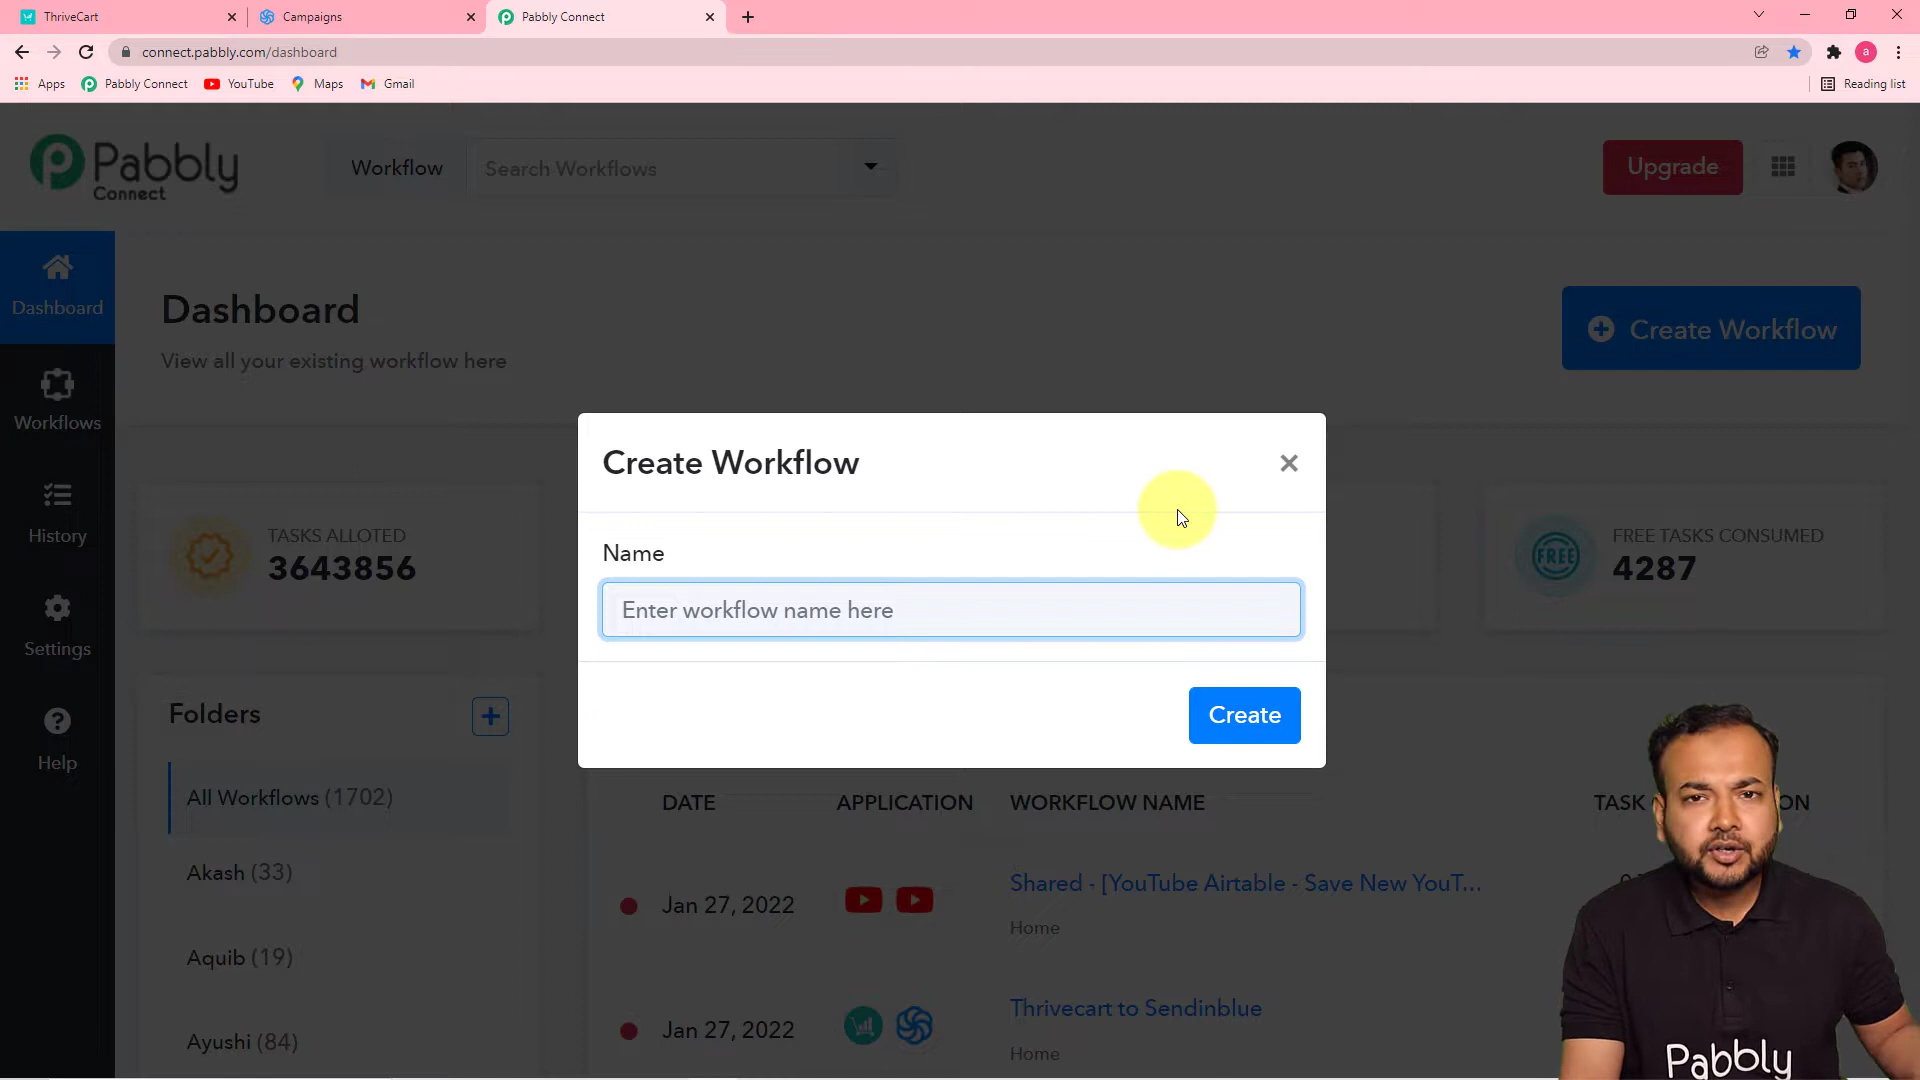 ThriveCart
Campaigns
Pabbly Connect
connect.pabbly.com/dashboard
a
Apps
Pabbly Connect
YouTube
Maps
Gmail
Reading list
Pabbly
Connect
Workflow
Search Workflows
Upgrade
Dashboard
Workflows
History
Settings
Help
Dashboard
View all your existing workflow here
Create Workflow
Create Workflow
Name
Enter workflow name here
Create
TASKS ALLOTED
3643856
FREE
FREE TASKS CONSUMED
4287
Folders
All Workflows (1702)
Akash (33)
Aquib (19)
Ayushi (84)
DATE
APPLICATION
WORKFLOW NAME
TASK
Jan 27, 2022
Shared - [YouTube Airtable - Save New YouT...
Home
Jan 27, 2022
Thrivecart to Sendinblue
Home
Pabbly